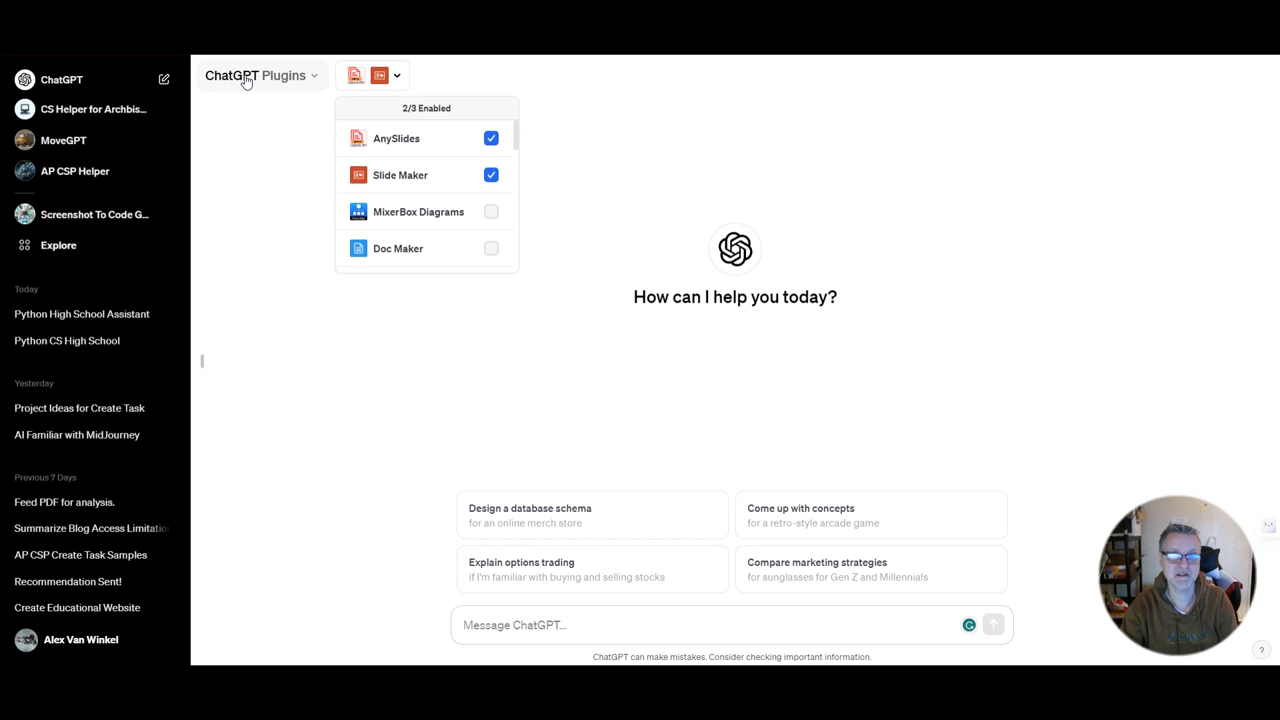 ChatGPT
CS Helper for Archbis...
MoveGPT
AP CSP Helper
Screenshot To Code G...
Explore
Today
Python High School Assistant
Python CS High School
Yesterday
Project Ideas for Create Task
AI Familiar with MidJourney
Previous 7 Days
Feed PDF for analysis.
Summarize Blog Access Limitatio
AP CSP Create Task Samples
Recommendation Sent!
Create Educational Website
Alex Van Winkel
ChatGPT Plugins
2/3 Enabled
AnySlides
Slide Maker
MixerBox Diagrams
Doc Maker
How can I help you today?
Design a database schema
for an online merch store
Come up with concepts
for a retro-style arcade game
Explain options trading
if I'm familiar with buying and selling stocks
Compare marketing strategies
for sunglasses for Gen Z and Millennials
Message ChatGPT...
ChatGPT can make mistakes. Consider checking important information.
?